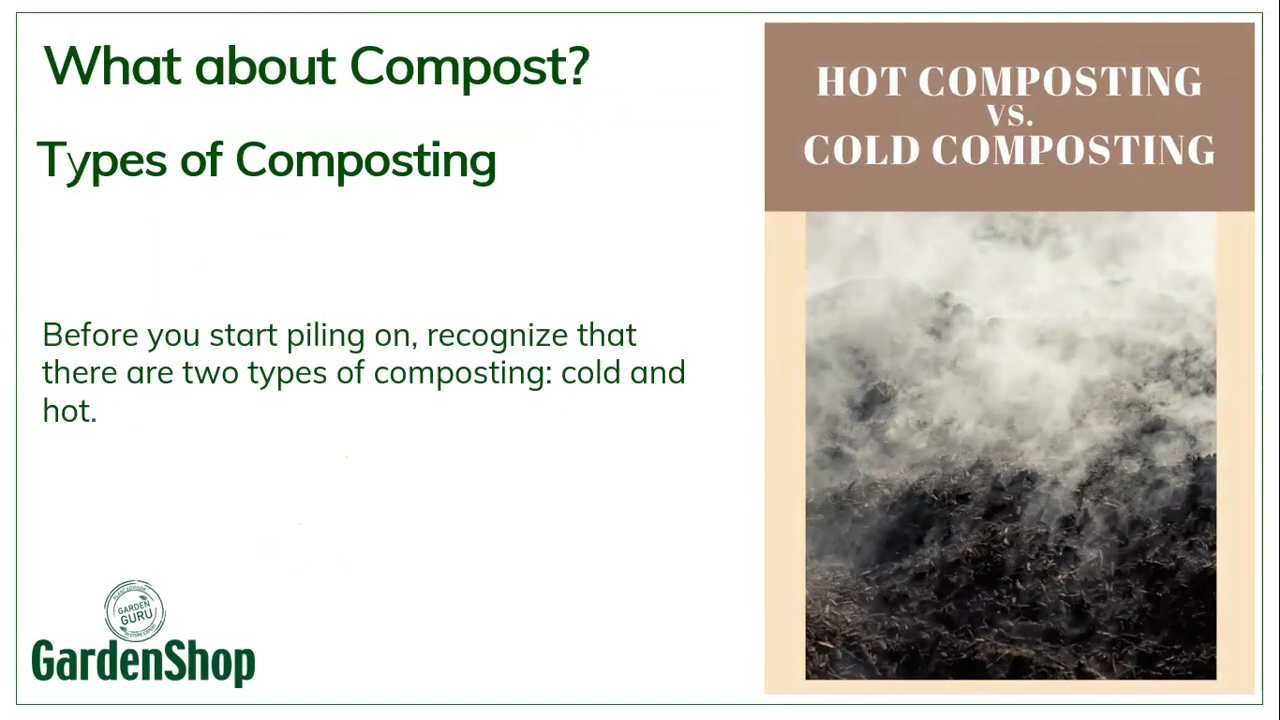 What about Compost?
Types of Composting
Before you start piling on, recognize that
there are two types of composting: cold and
hot.
HOT COMPOSTING
VS.
COLD COMPOSTING
GARDEN
GURU
GardenShop